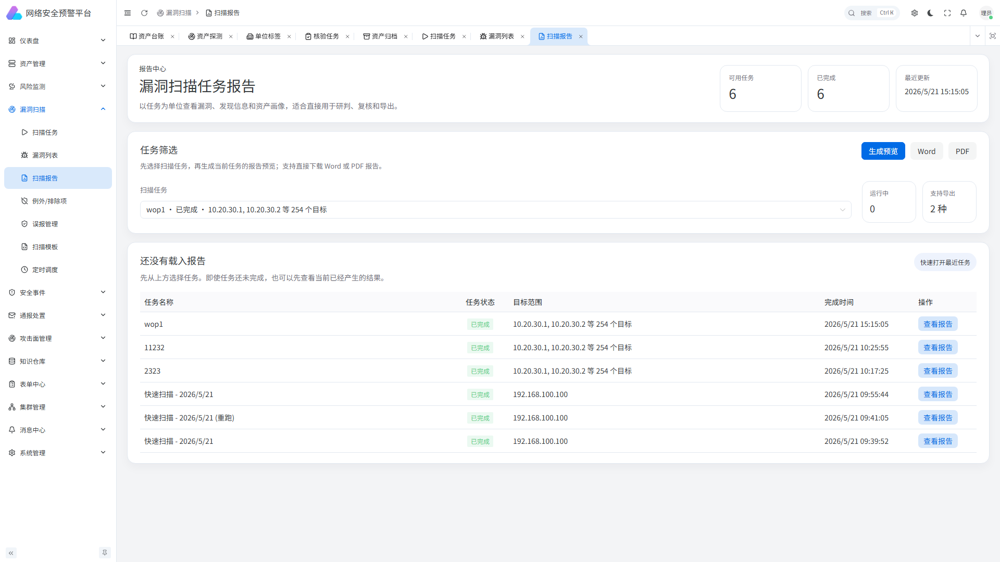 网络安全预警平台
漏洞扫描
扫描报告
搜索 Ctrl K
理员
仪表盘
资产管理
风险监测
漏洞扫描
扫描任务
漏洞列表
扫描报告
例外/排除项
误报管理
扫描模板
定时调度
安全事件
通报处置
攻击面管理
知识仓库
表单中心
集群管理
消息中心
系统管理
资产台账
资产探测
单位标签
核验任务
资产归档
扫描任务
漏洞列表
扫描报告
报告中心
漏洞扫描任务报告
以任务为单位查看漏洞、发现信息和资产画像，适合直接用于研判、复核和导出。
可用任务
6
已完成
6
最近更新
2026/5/21 15:15:05
任务筛选
先选择扫描任务，再生成当前任务的报告预览；支持直接下载 Word 或 PDF 报告。
生成预览
Word
PDF
扫描任务
wop1 • 已完成 • 10.20.30.1, 10.20.30.2 等 254 个目标
运行中
0
支持导出
2 种
还没有载入报告
先从上方选择任务。即使任务还未完成，也可以先查看当前已经产生的结果。
快速打开最近任务
任务名称 任务状态 目标范围 完成时间 操作
wop1 已完成 10.20.30.1, 10.20.30.2 等 254 个目标 2026/5/21 15:15:05 查看报告
11232 已完成 10.20.30.1, 10.20.30.2 等 254 个目标 2026/5/21 10:25:55 查看报告
2323 已完成 10.20.30.1, 10.20.30.2 等 254 个目标 2026/5/21 10:17:25 查看报告
快速扫描 - 2026/5/21 已完成 192.168.100.100 2026/5/21 09:55:44 查看报告
快速扫描 - 2026/5/21 (重跑) 已完成 192.168.100.100 2026/5/21 09:41:05 查看报告
快速扫描 - 2026/5/21 已完成 192.168.100.100 2026/5/21 09:39:52 查看报告